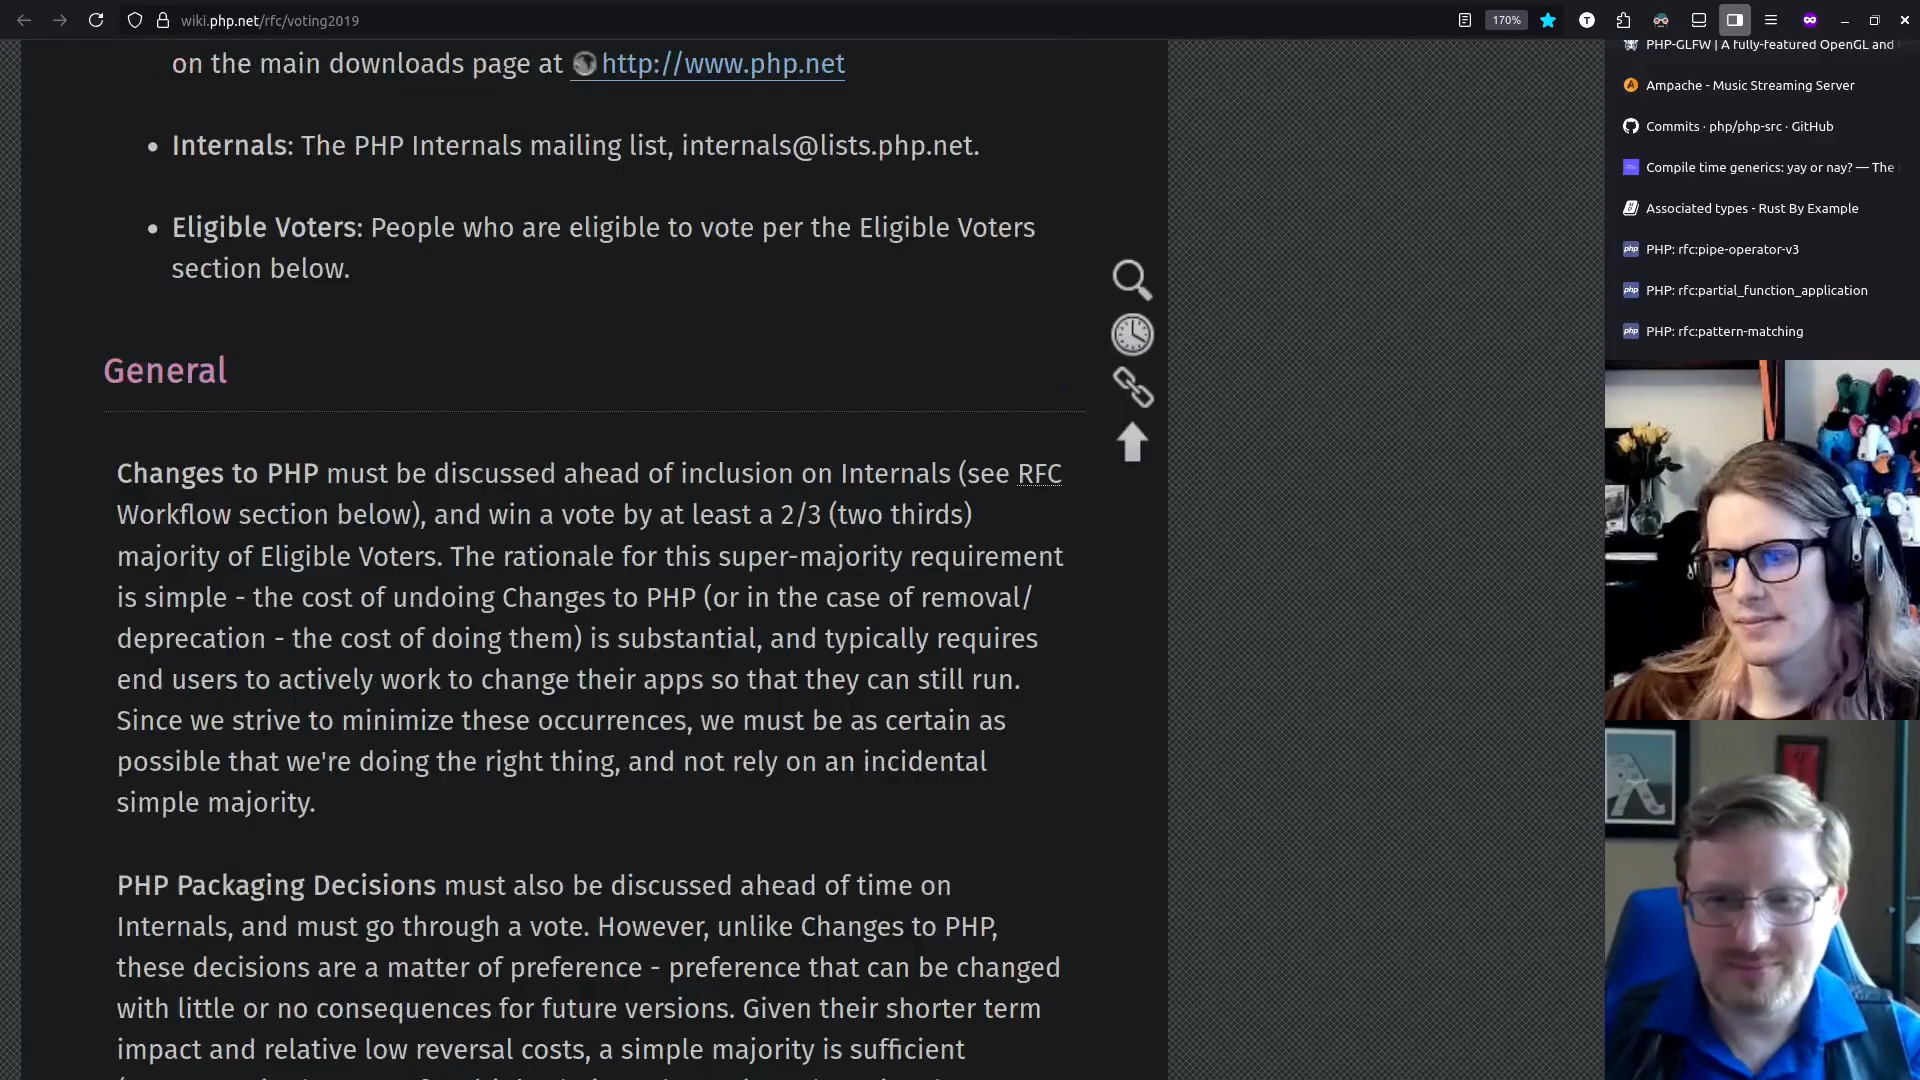 wiki.php.net/rfc/voting2019
170%
on the main downloads page at http://www.php.net
• Internals: The PHP Internals mailing list, internals@lists.php.net.
• Eligible Voters: People who are eligible to vote per the Eligible Voters
section below.
General
Changes to PHP must be discussed ahead of inclusion on Internals (see RFC
Workflow section below), and win a vote by at least a 2/3 (two thirds)
majority of Eligible Voters. The rationale for this super-majority requirement
is simple - the cost of undoing Changes to PHP (or in the case of removal/
deprecation - the cost of doing them) is substantial, and typically requires
end users to actively work to change their apps so that they can still run.
Since we strive to minimize these occurrences, we must be as certain as
possible that we're doing the right thing, and not rely on an incidental
simple majority.
PHP Packaging Decisions must also be discussed ahead of time on
Internals, and must go through a vote. However, unlike Changes to PHP,
these decisions are a matter of preference - preference that can be changed
with little or no consequences for future versions. Given their shorter term
impact and relative low reversal costs, a simple majority is sufficient
PHP-GLFW | A fully-featured OpenGL and
Ampache - Music Streaming Server
Commits · php/php-src · GitHub
Compile time generics: yay or nay? — The
Associated types - Rust By Example
php PHP: rfc:pipe-operator-v3
php PHP: rfc:partial_function_application
php PHP: rfc:pattern-matching